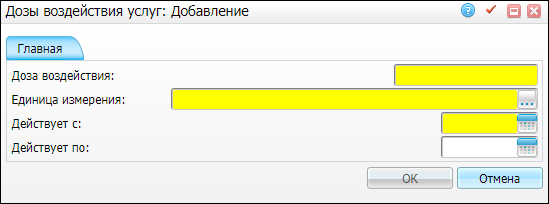 Дозы воздействия услуг: Добавление
Главная
Доза воздействия:
Единица измерения:
...
Действует с:
Действует по:
ОК Отмена